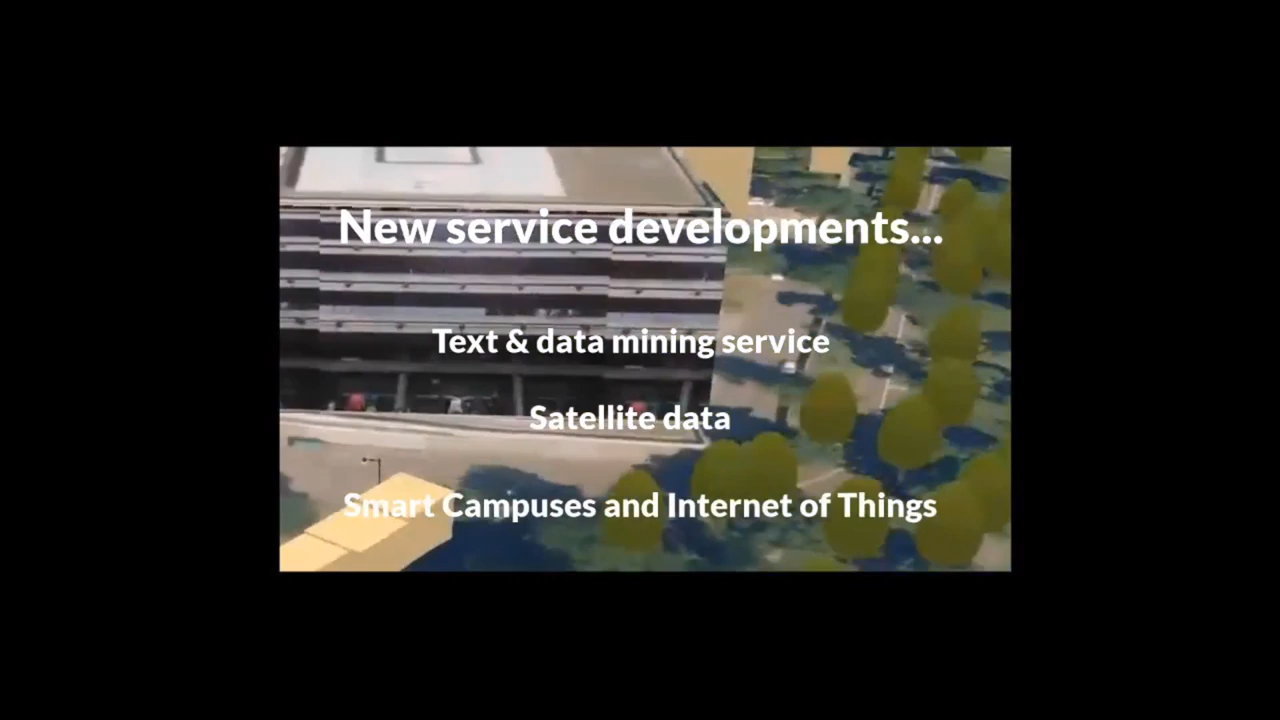 New service developments...
Text & data mining service
Satellite data
Smart Campuses and Internet of Things